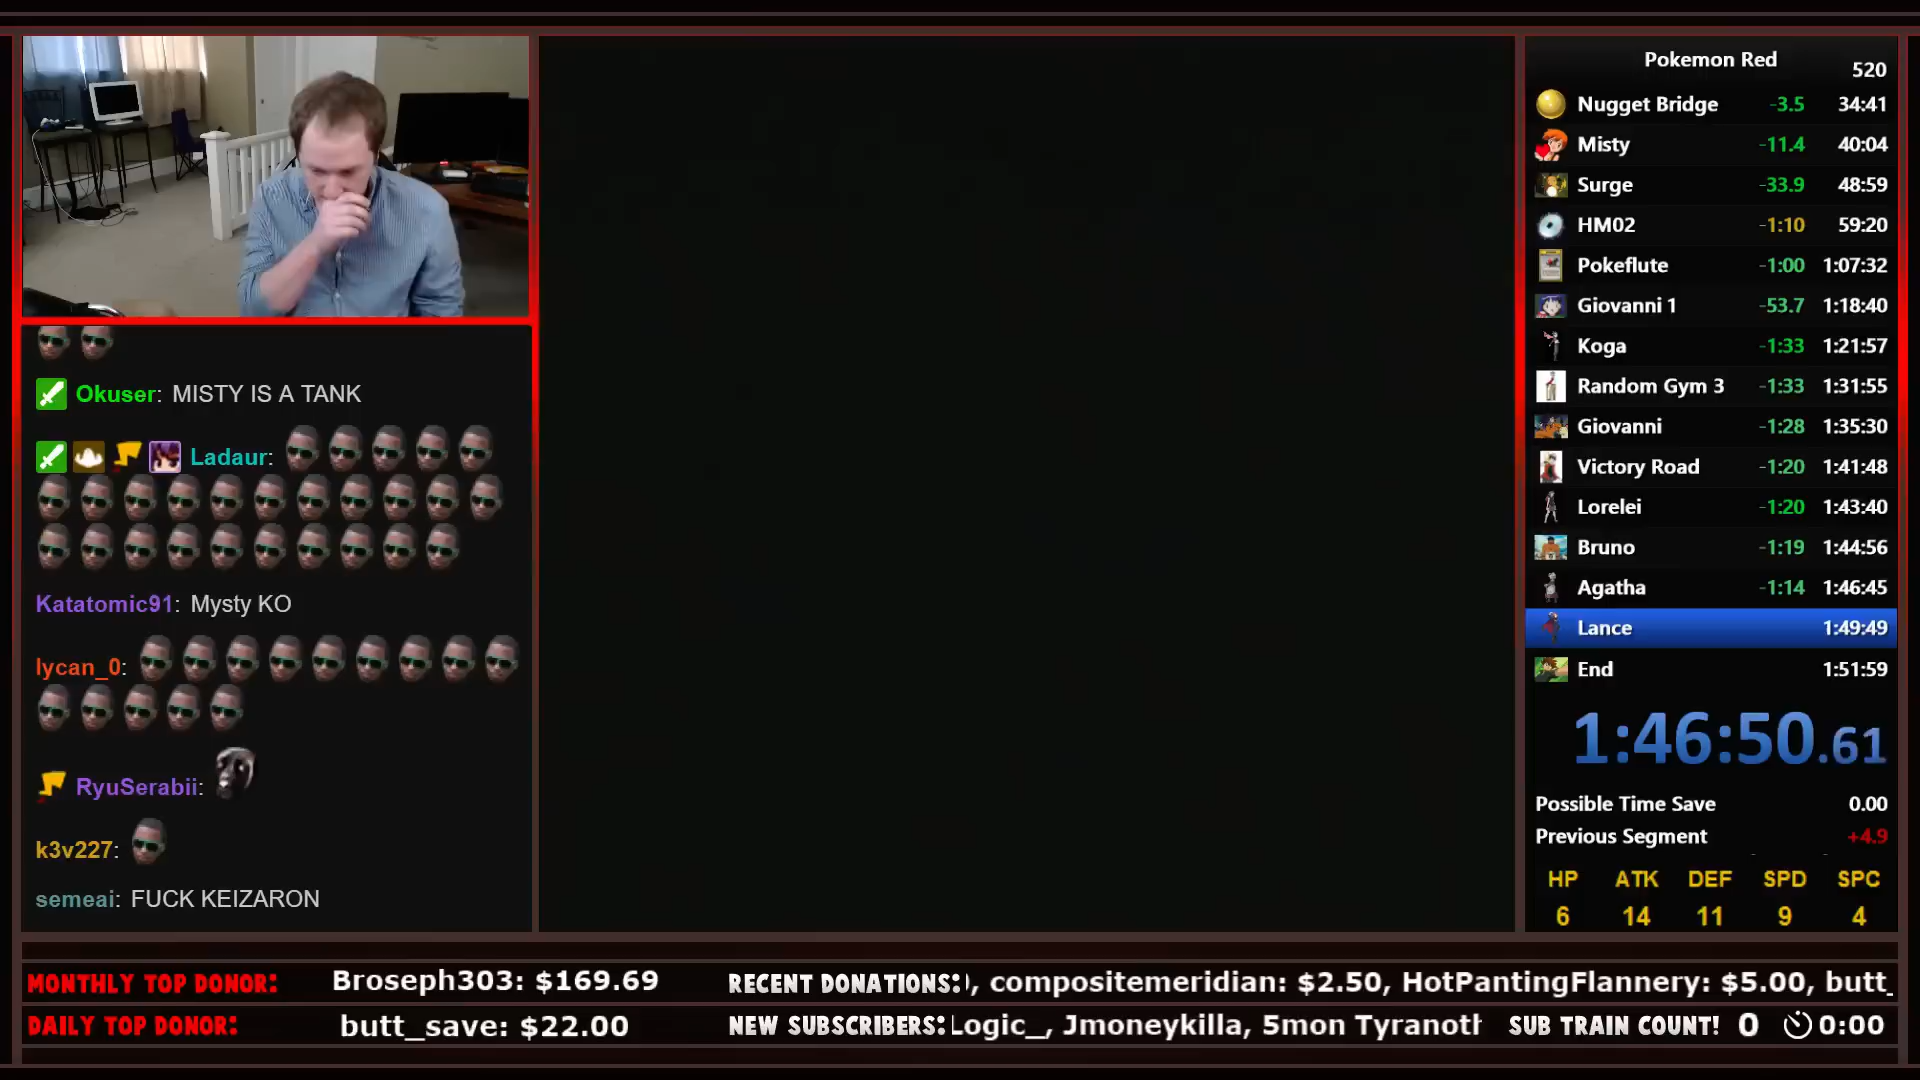 Okuser: MISTY IS A TANK
Ladaur:
Katatomic91: Mysty KO
lycan_0:
RyuSerabii:
k3v227:
semeai: FUCK KEIZARON
Pokemon Red
520
Nugget Bridge -3.5 34:41
Misty -11.4 40:04
Surge -33.9 48:59
HM02 -1:10 59:20
Pokeflute -1:00 1:07:32
Giovanni 1 -53.7 1:18:40
Koga -1:33 1:21:57
Random Gym 3 -1:33 1:31:55
Giovanni -1:28 1:35:30
Victory Road -1:20 1:41:48
Lorelei -1:20 1:43:40
Bruno -1:19 1:44:56
Agatha -1:14 1:46:45
Lance 1:49:49
End 1:51:59
1:46:50.61
Possible Time Save 0.00
Previous Segment +4.9
HP ATK DEF SPD SPC
6 14 11 9 4
MONTHLY TOP DONOR: Broseph303: $169.69 RECENT DONATIONS: ), compositemeridian: $2.50, HotPantingFlannery: $5.00, butt_
DAILY TOP DONOR: butt_save: $22.00 NEW SUBSCRIBERS: Logic_, Jmoneykilla, 5mon Tyranoth SUB TRAIN COUNT! 0 0:00